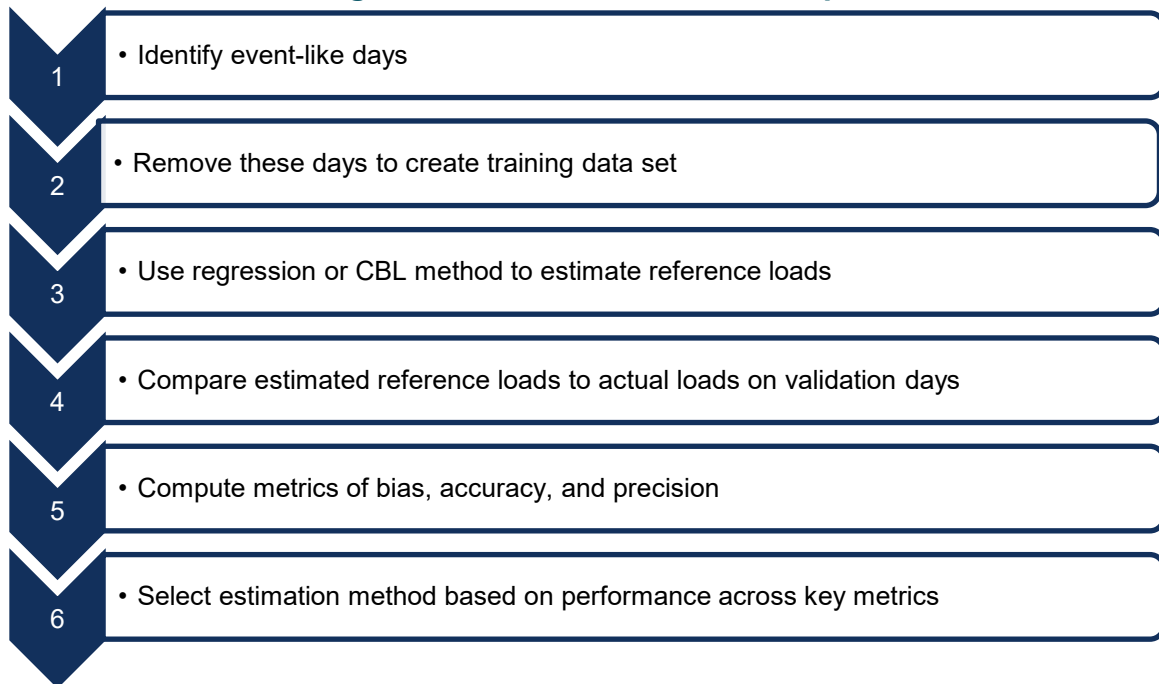 1
• Identify event-like days
2
• Remove these days to create training data set
3
• Use regression or CBL method to estimate reference loads
4
• Compare estimated reference loads to actual loads on validation days
5
• Compute metrics of bias, accuracy, and precision
6
• Select estimation method based on performance across key metrics